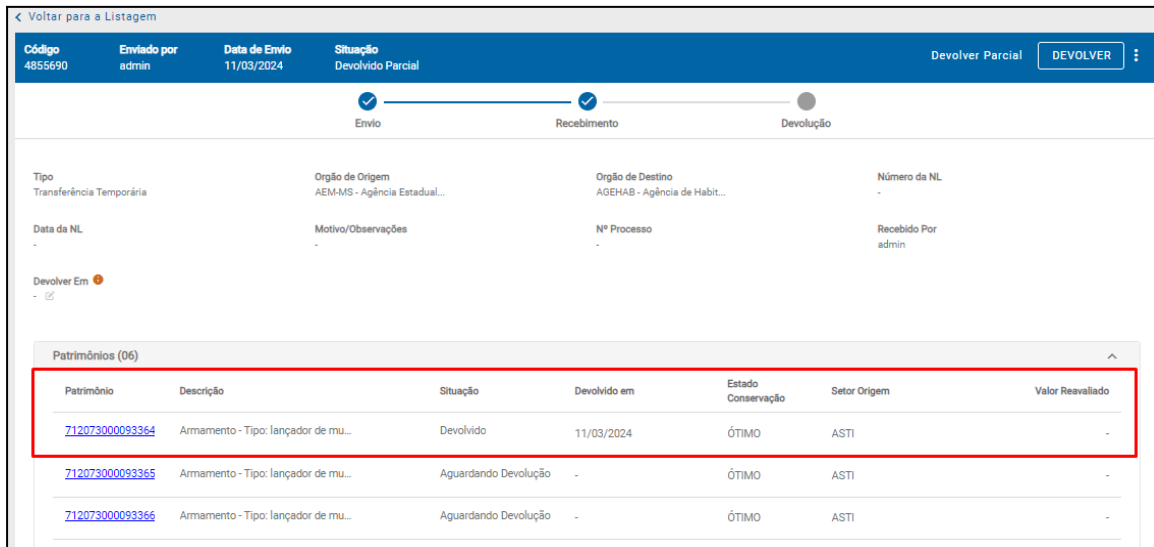 Voltar para a Listagem
Código Enviado por Data de Envio Situação
4855690 admin 11/03/2024 Devolvido Parcial Devolver Parcial DEVOLVER
Envio Recebimento Devolução
Tipo Orgão de Origem Orgão de Destino Número da NL
Transferência Temporária AEM-MS - Agência Estadual... AGEHAB - Agência de Habit... -
Data da NL Motivo/Observações Nº Processo Recebido Por
- - - admin
Devolver Em
-
Patrimônios (06)
Patrimônio Descrição Situação Devolvido em Estado Conservação Setor Origem Valor Reavaliado
712073000093364 Armamento - Tipo: lançador de mu... Devolvido 11/03/2024 ÓTIMO ASTI -
712073000093365 Armamento - Tipo: lançador de mu... Aguardando Devolução - ÓTIMO ASTI -
712073000093366 Armamento - Tipo: lançador de mu... Aguardando Devolução - ÓTIMO ASTI -